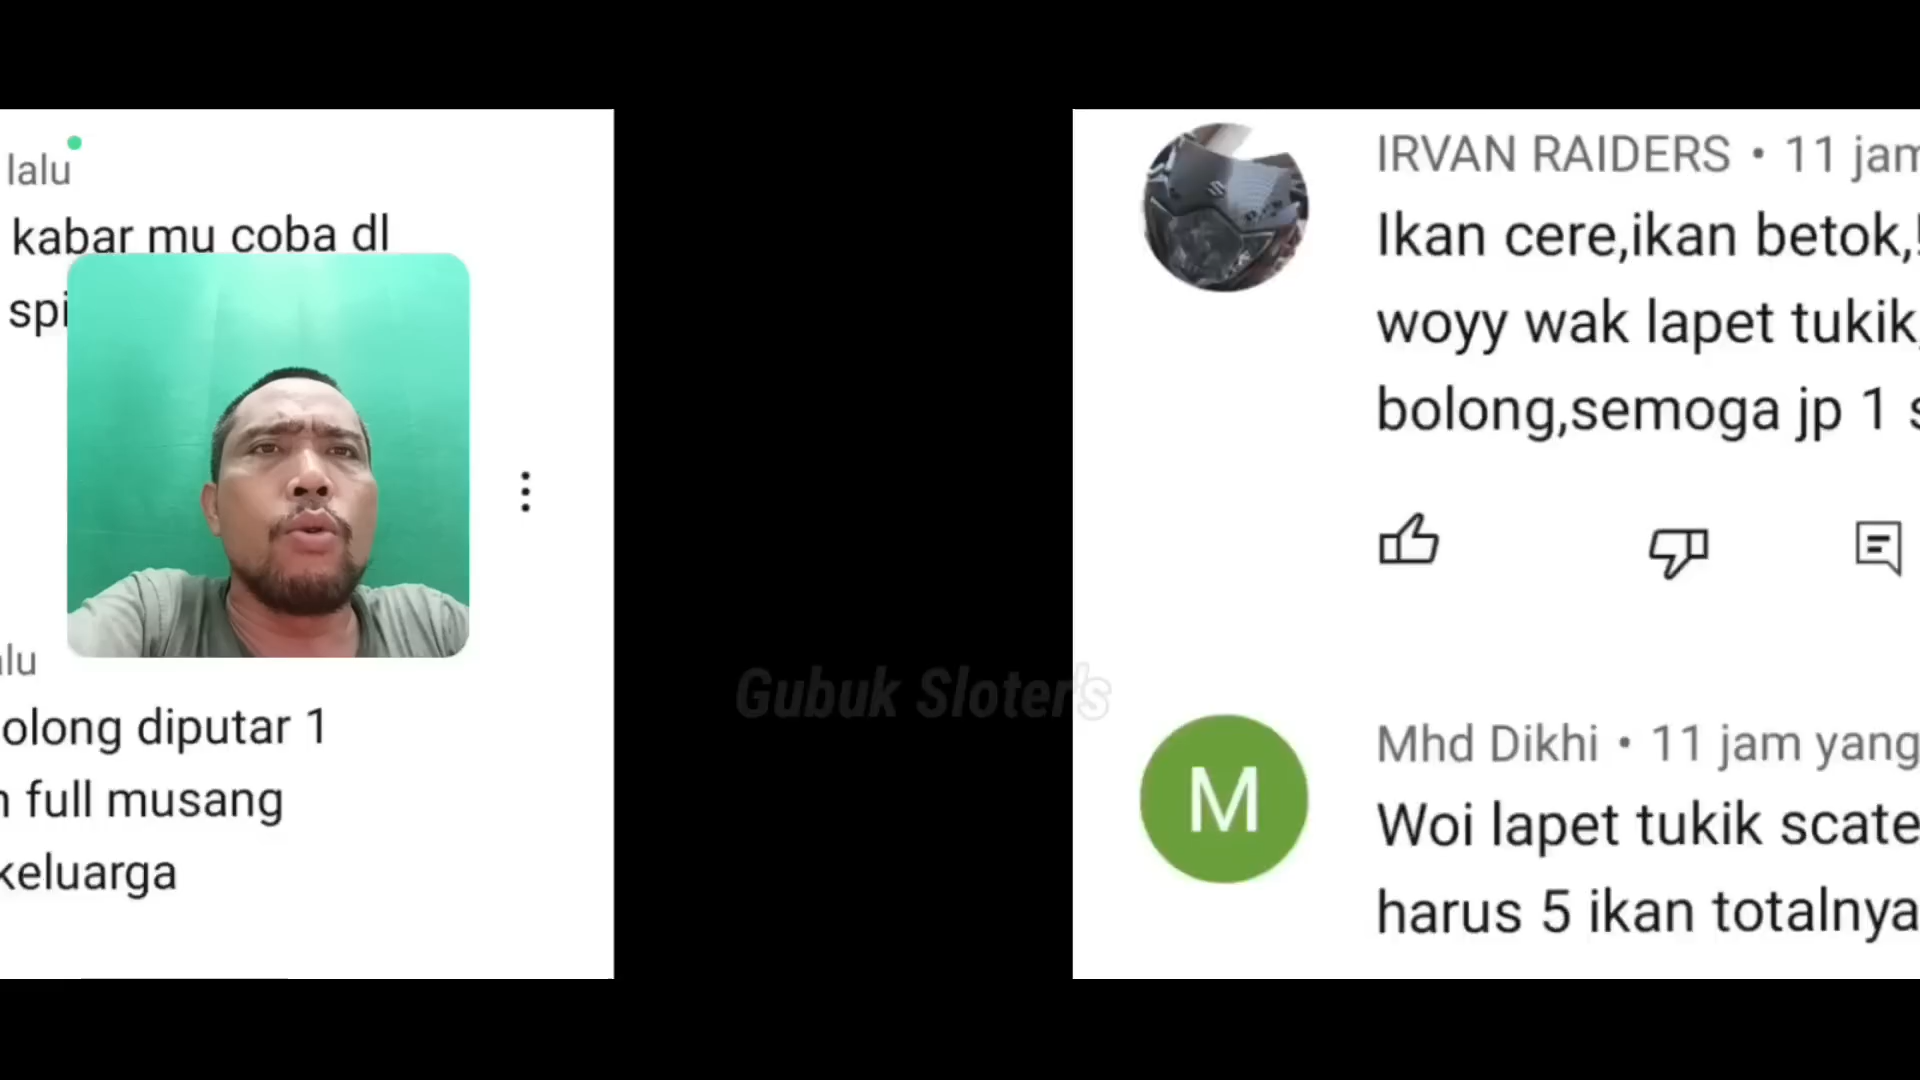 lalu
kabar mu coba dl
spi
alu
olong diputar 1
full musang
keluarga
Gubuk Sloter's
IRVAN RAIDERS • 11 jam
Ikan cere,ikan betok,
woyy wak lapet tukik,
bolong,semoga jp 1 s
M
Mhd Dikhi • 11 jam yang
Woi lapet tukik scate
harus 5 ikan totalnya